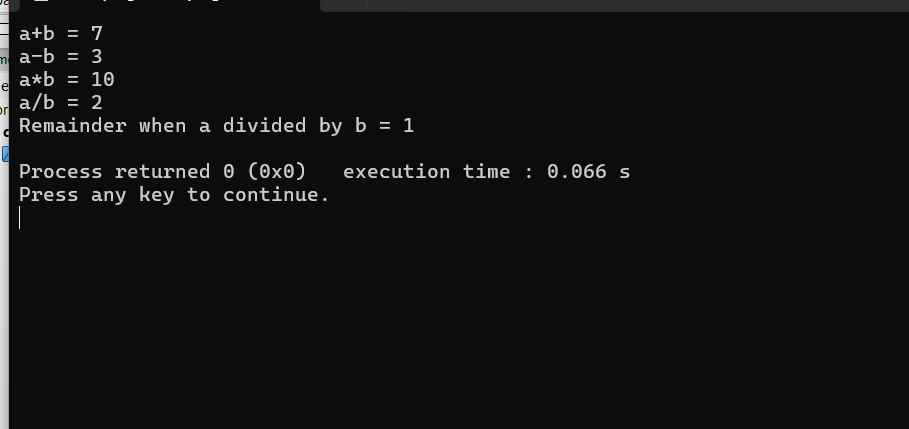 a+b = 7
a-b = 3
a*b = 10
a/b = 2
Remainder when a divided by b = 1
Process returned 0 (0x0)   execution time : 0.066 s
Press any key to continue.